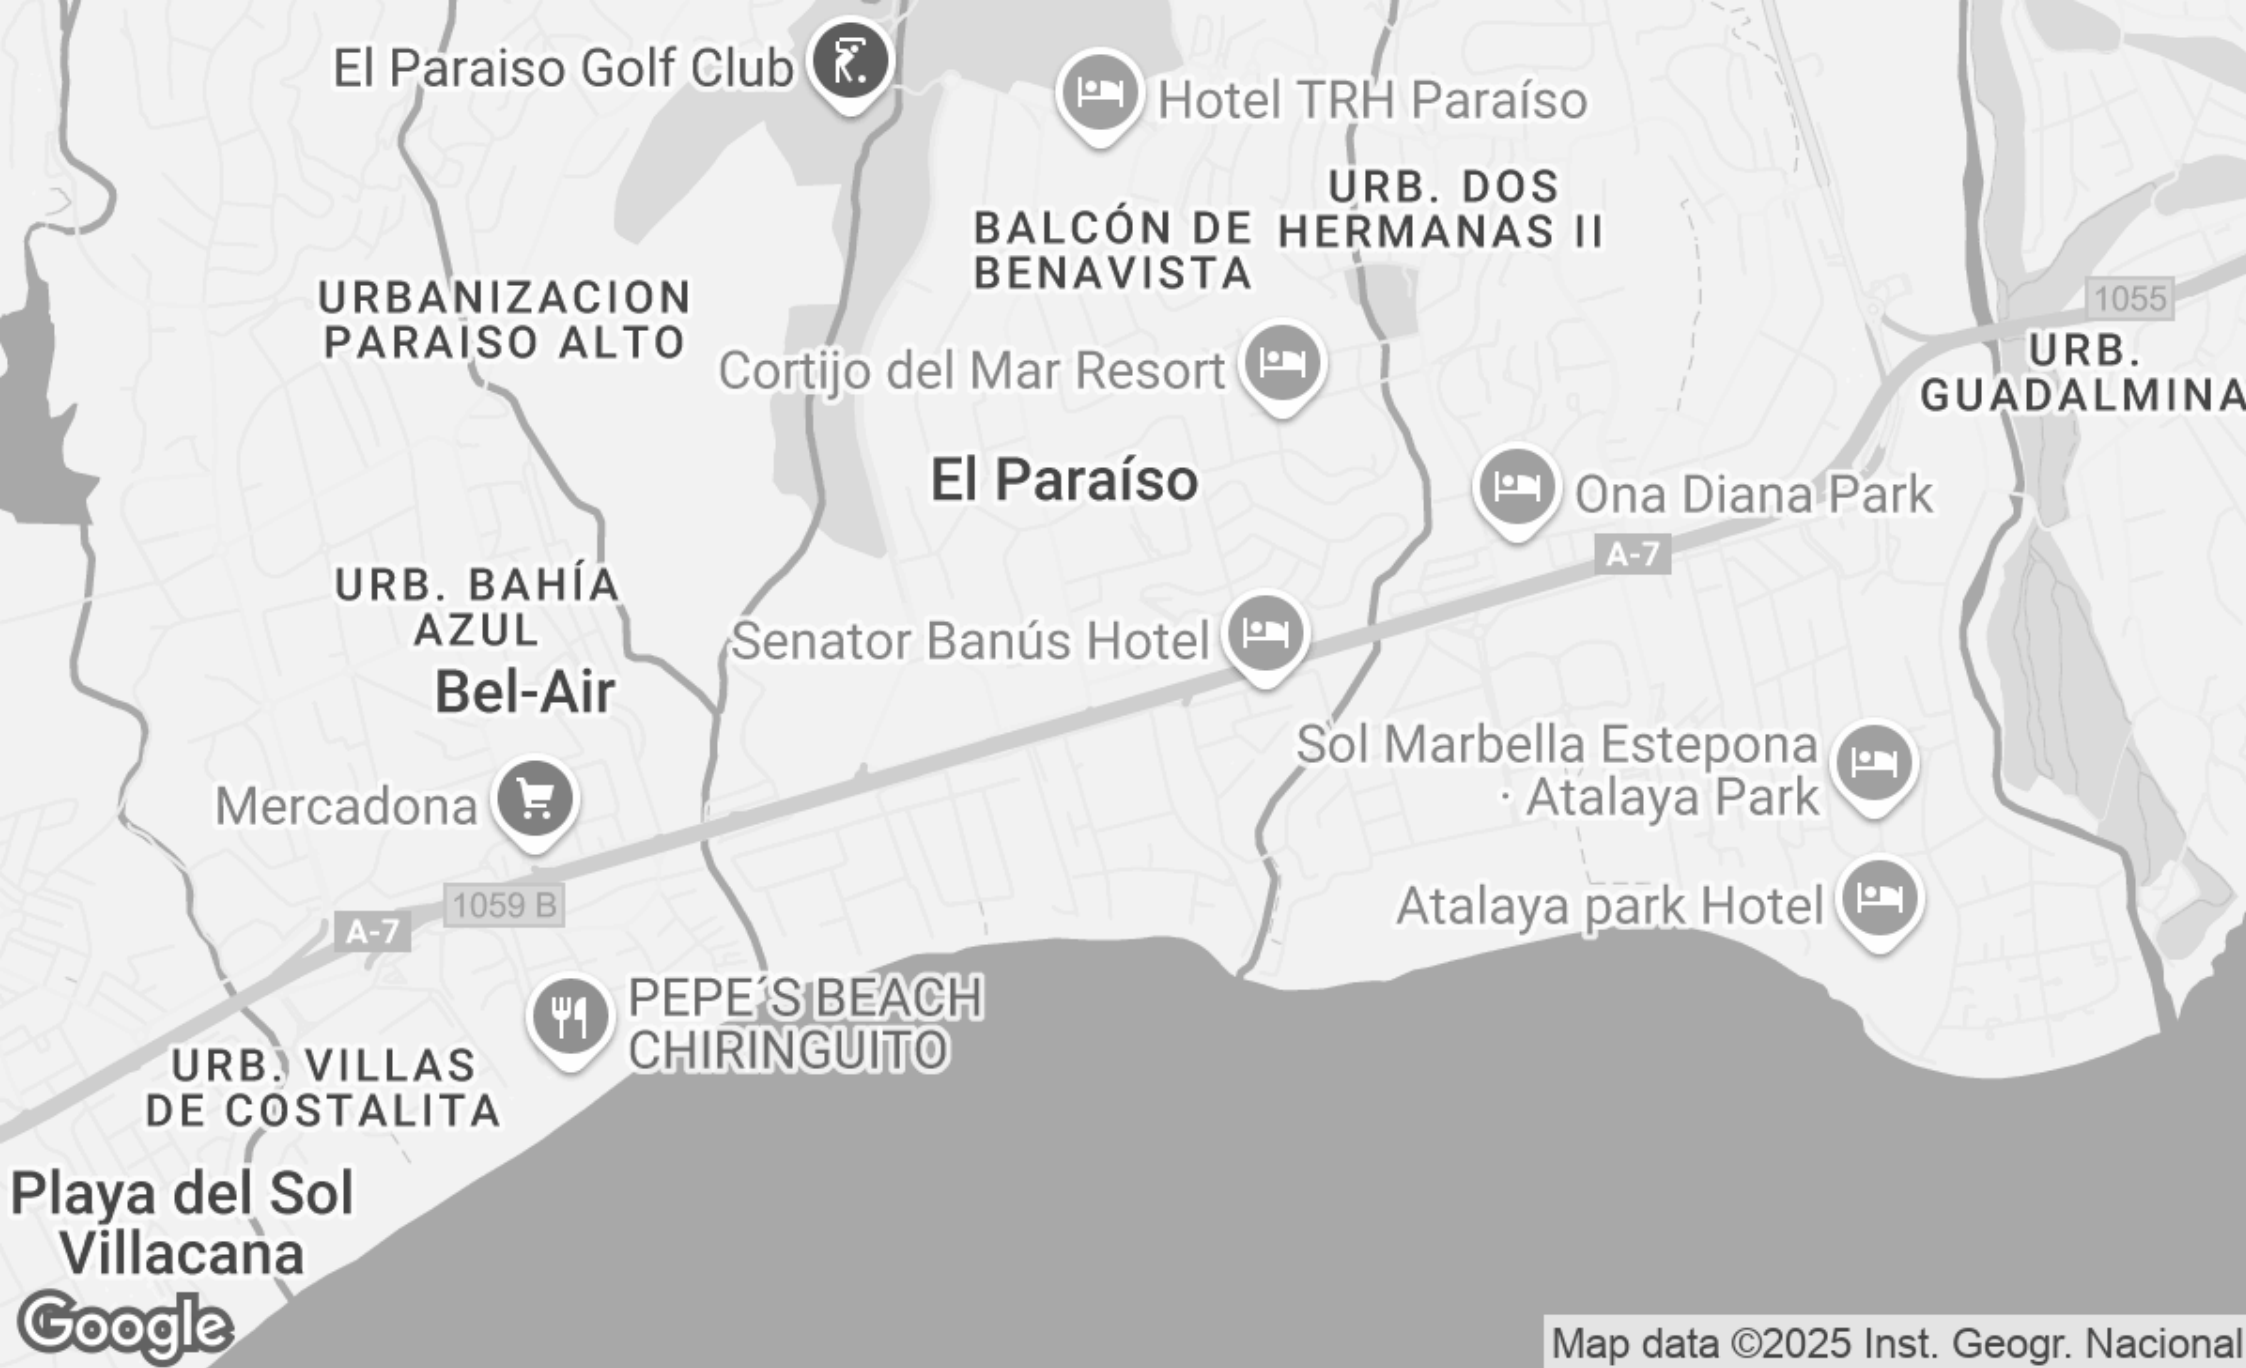 El Paraiso Golf Club
Hotel TRH Paraíso
URB. DOS
HERMANAS II
BALCÓN DE
BENAVISTA
URBANIZACION
PARAISO ALTO
1055
URB.
GUADALMINA
Cortijo del Mar Resort
El Paraíso
Ona Diana Park
A-7
URB. BAHÍA
AZUL
Senator Banús Hotel
Bel-Air
Sol Marbella Estepona
· Atalaya Park
Mercadona
Atalaya park Hotel
1059 B
A-7
PEPE´S BEACH
CHIRINGUITO
URB. VILLAS
DE COSTALITA
Playa del Sol
Villacana
Google
Map data ©2025 Inst. Geogr. Nacional